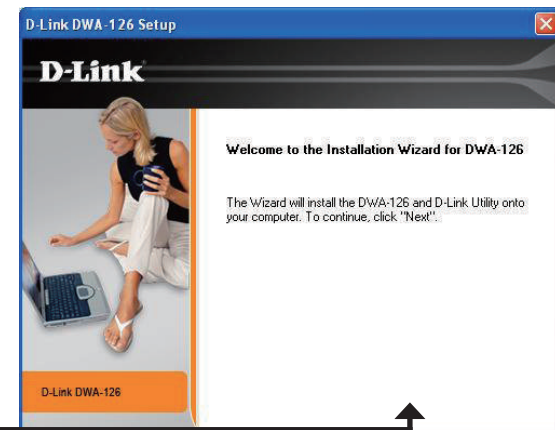 D-Link DWA-126 Setup
D-Link
Welcome to the Installation Wizard for DWA-126
The Wizard will install the DWA-126 and D-Link Utility onto
your computer. To continue, click "Next".
D-Link DWA-126